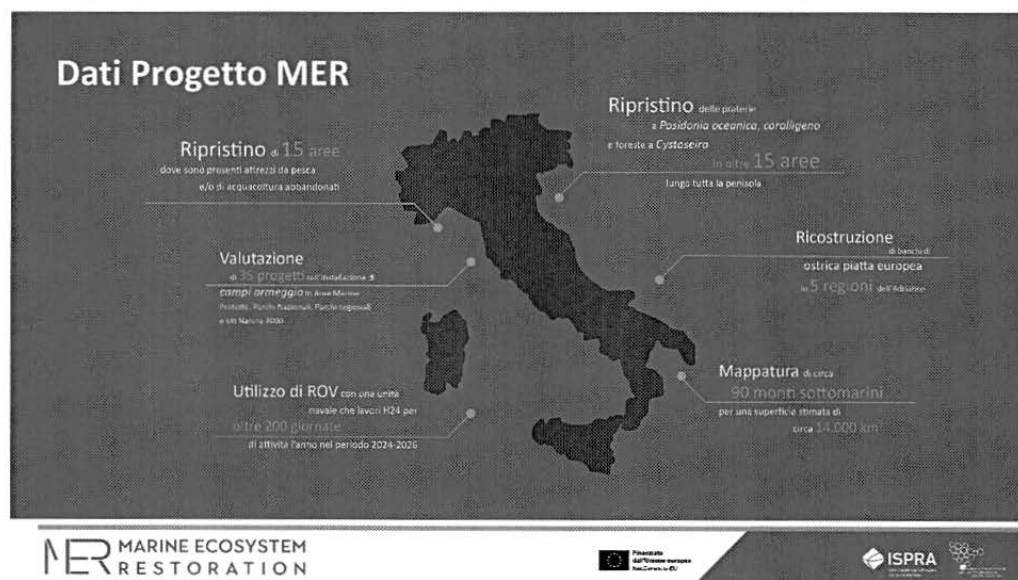 Dati Progetto MER
Ripristino di 15 aree
dove sono presenti attrezzi da pesca
e/o di acquacoltura abbandonati
Ripristino delle praterie
a Posidonia oceanica, coralligeno
e foreste a Cystoseira
in oltre 15 aree
lungo tutta la penisola
Valutazione
di 35 progetti sull'installazione di
campi ormeggio in Aree Marine
Protette, Parchi Nazionali, Parchi regionali
e siti Natura 2000
Ricostruzione
di banchi di
ostrica piatta europea
in 5 regioni dell'Adriatico
Utilizzo di ROV con una unità
navale che lavori H24 per
oltre 200 giornate
di attività l'anno nel periodo 2024-2026
Mappatura di circa
90 monti sottomarini
per una superficie stimata di
circa 14.000 km
MER MARINE ECOSYSTEM
RESTORATION
Finanziato
dall'Unione europea
NextGenerationEU
ISPRA